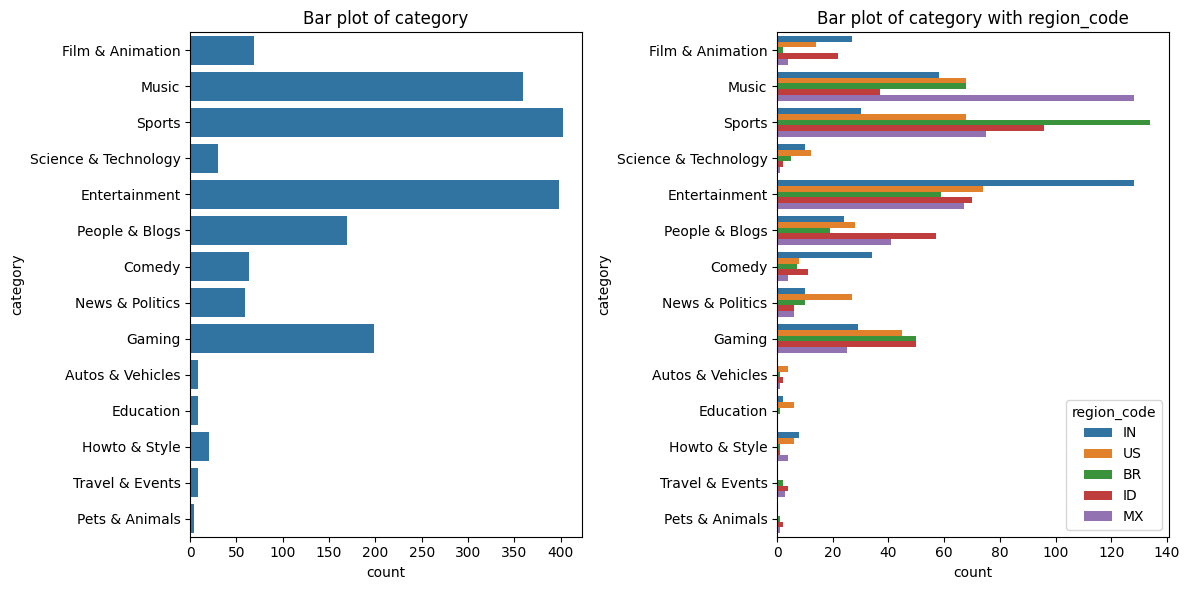 Bar plot of category
Film & Animation
Music
Sports
Science & Technology
Entertainment
People & Blogs
Comedy
News & Politics
Gaming
Autos & Vehicles
Education
Howto & Style
Travel & Events
Pets & Animals
category
0 50 100 150 200 250 300 350 400
count
Bar plot of category with region_code
Film & Animation
Music
Sports
Science & Technology
Entertainment
People & Blogs
Comedy
News & Politics
Gaming
Autos & Vehicles
Education
Howto & Style
Travel & Events
Pets & Animals
category
region_code
IN
US
BR
ID
MX
0 20 40 60 80 100 120 140
count